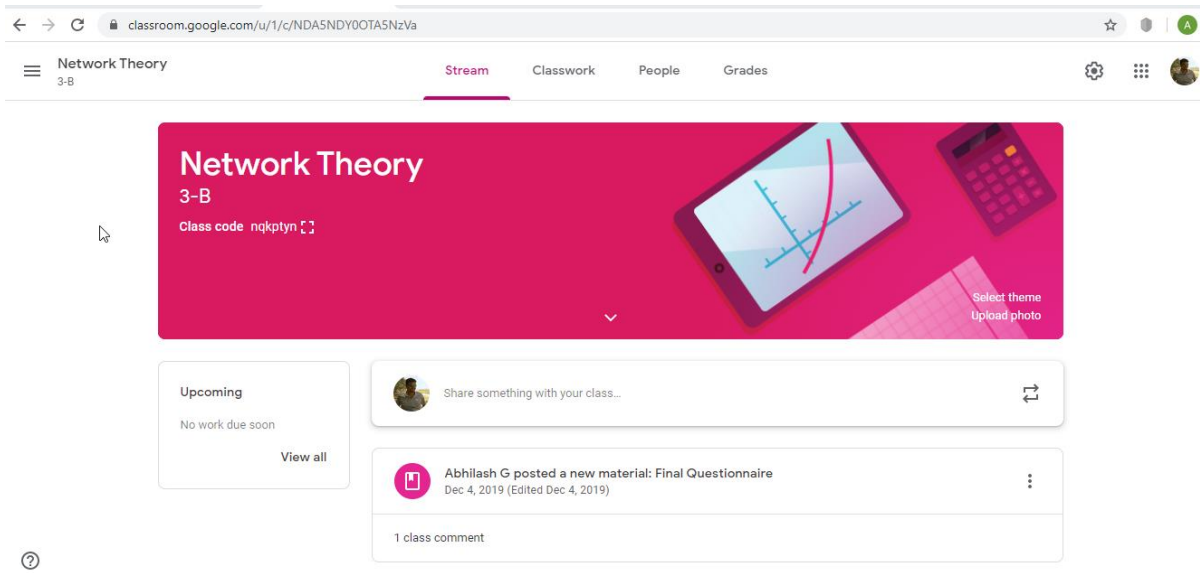 classroom.google.com/u/1/c/NDA5NDY0OTA5NzVa
A
Network Theory
3-B
Stream Classwork People Grades
Network Theory
3-B
Class code nqkptyn
Select theme
Upload photo
Upcoming
No work due soon
View all
Share something with your class...
Abhilash G posted a new material: Final Questionnaire
Dec 4, 2019 (Edited Dec 4, 2019)
1 class comment